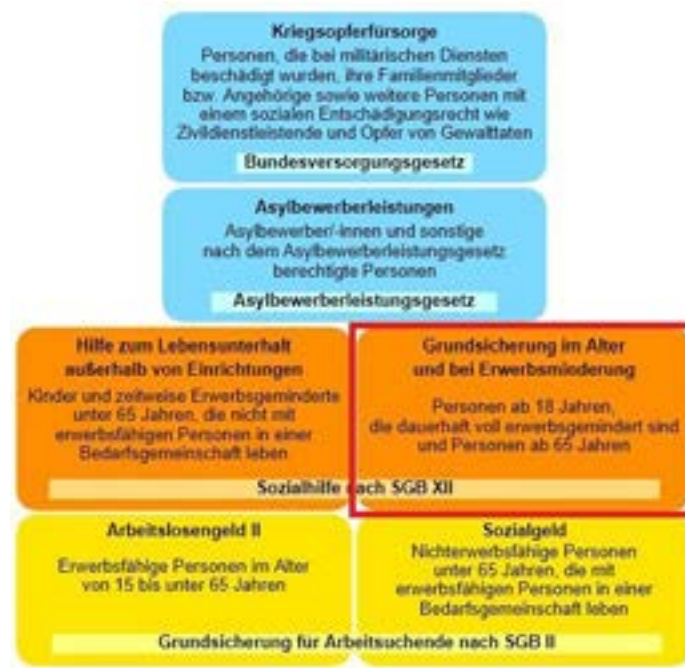 Kriegsopferfürsorge
Personen, die bei militärischen Diensten
beschädigt wurden, ihre Familienmitglieder
bzw. Angehörige sowie weitere Personen mit
einem sozialen Entschädigungsrecht wie
Zivildienstleistende und Opfer von Gewalttaten
Bundesversorgungsgesetz
Asylbewerberleistungen
Asylbewerber/-innen und sonstige
nach dem Asylbewerberleistungsgesetz
berechtigte Personen
Asylbewerberleistungsgesetz
Hilfe zum Lebensunterhalt
außerhalb von Einrichtungen
Kinder und zeitweise Erwerbsgeminderte
unter 65 Jahren, die nicht mit
erwerbsfähigen Personen in einer
Bedarfsgemeinschaft leben
Grundsicherung im Alter
und bei Erwerbsminderung
Personen ab 18 Jahren,
die dauerhaft voll erwerbsgemindert sind
und Personen ab 65 Jahren
Sozialhilfe nach SGB XII
Arbeitslosengeld II
Erwerbsfähige Personen im Alter
von 15 bis unter 65 Jahren
Sozialgeld
Nichterwerbsfähige Personen
unter 65 Jahren, die mit
erwerbsfähigen Personen in einer
Bedarfsgemeinschaft leben
Grundsicherung für Arbeitsuchende nach SGB II